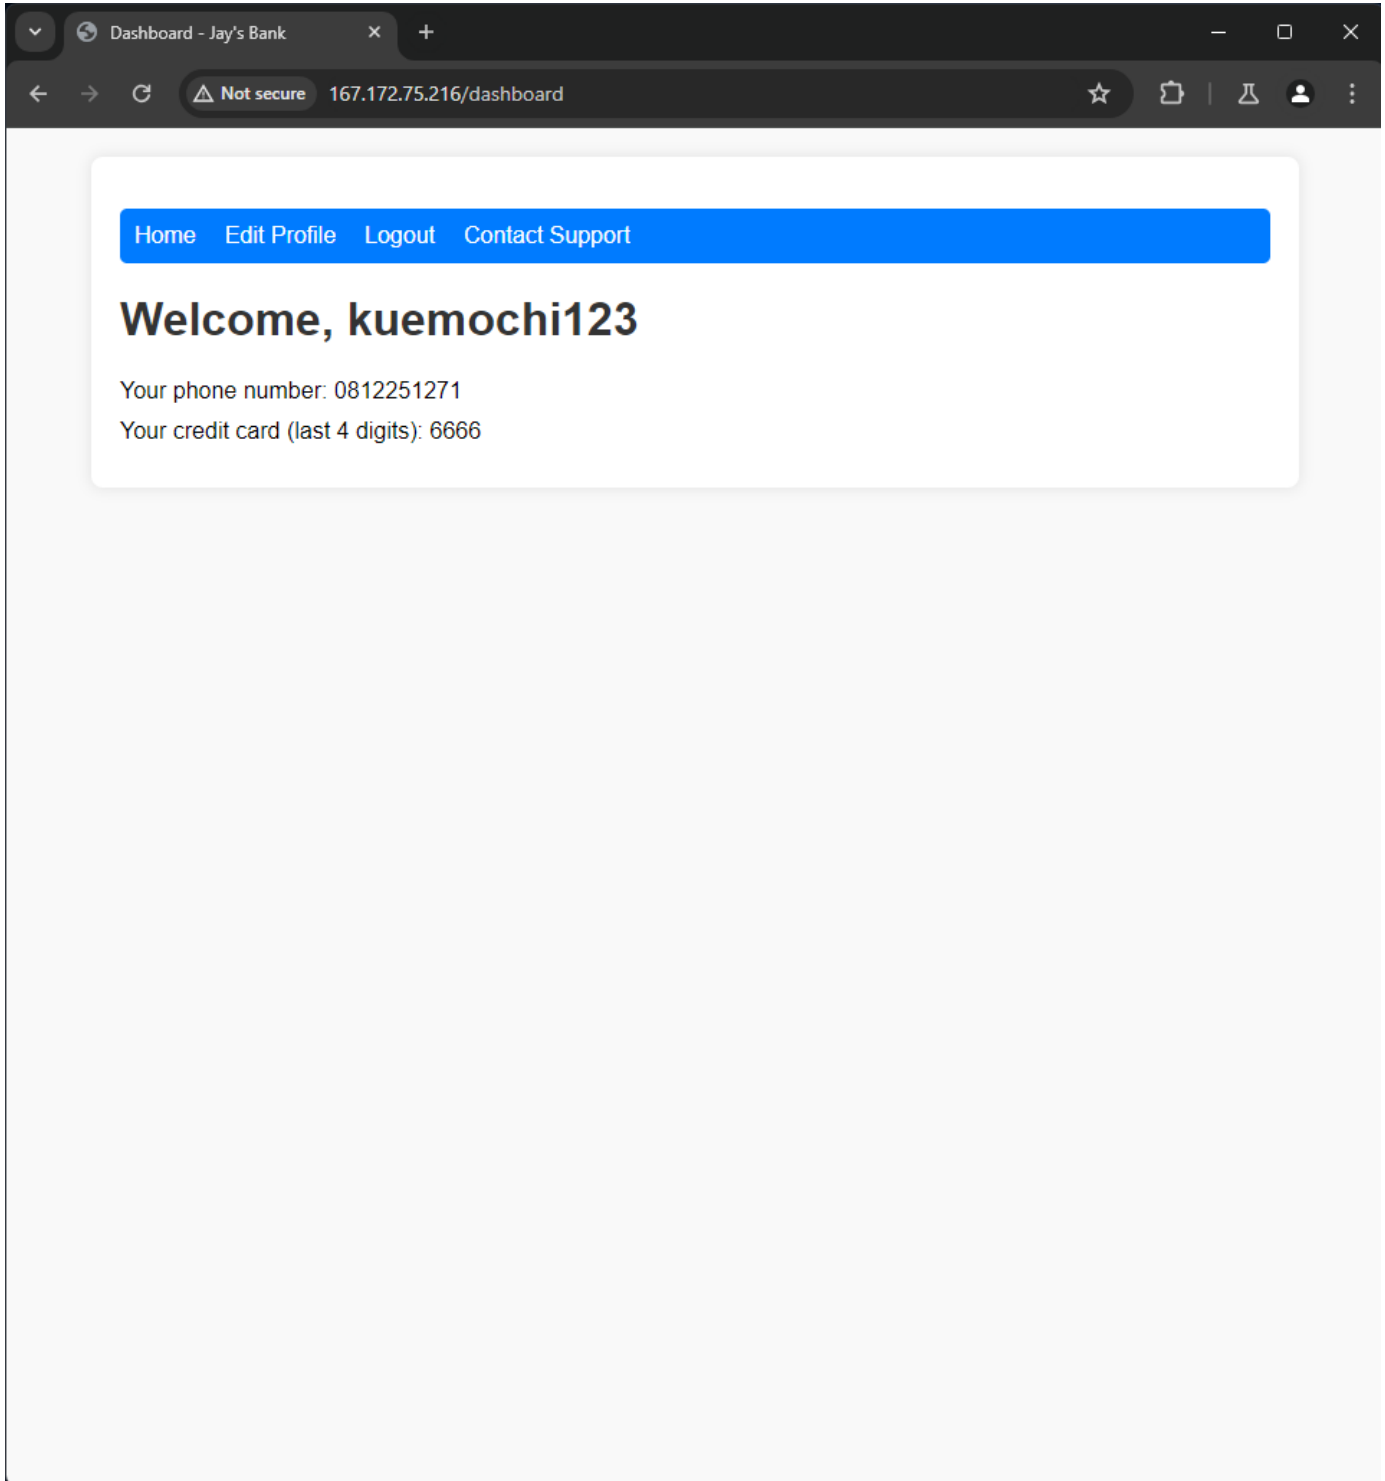 Dashboard - Jay's Bank
Not secure 167.172.75.216/dashboard
Home Edit Profile Logout Contact Support
Welcome, kuemochi123
Your phone number: 0812251271
Your credit card (last 4 digits): 6666